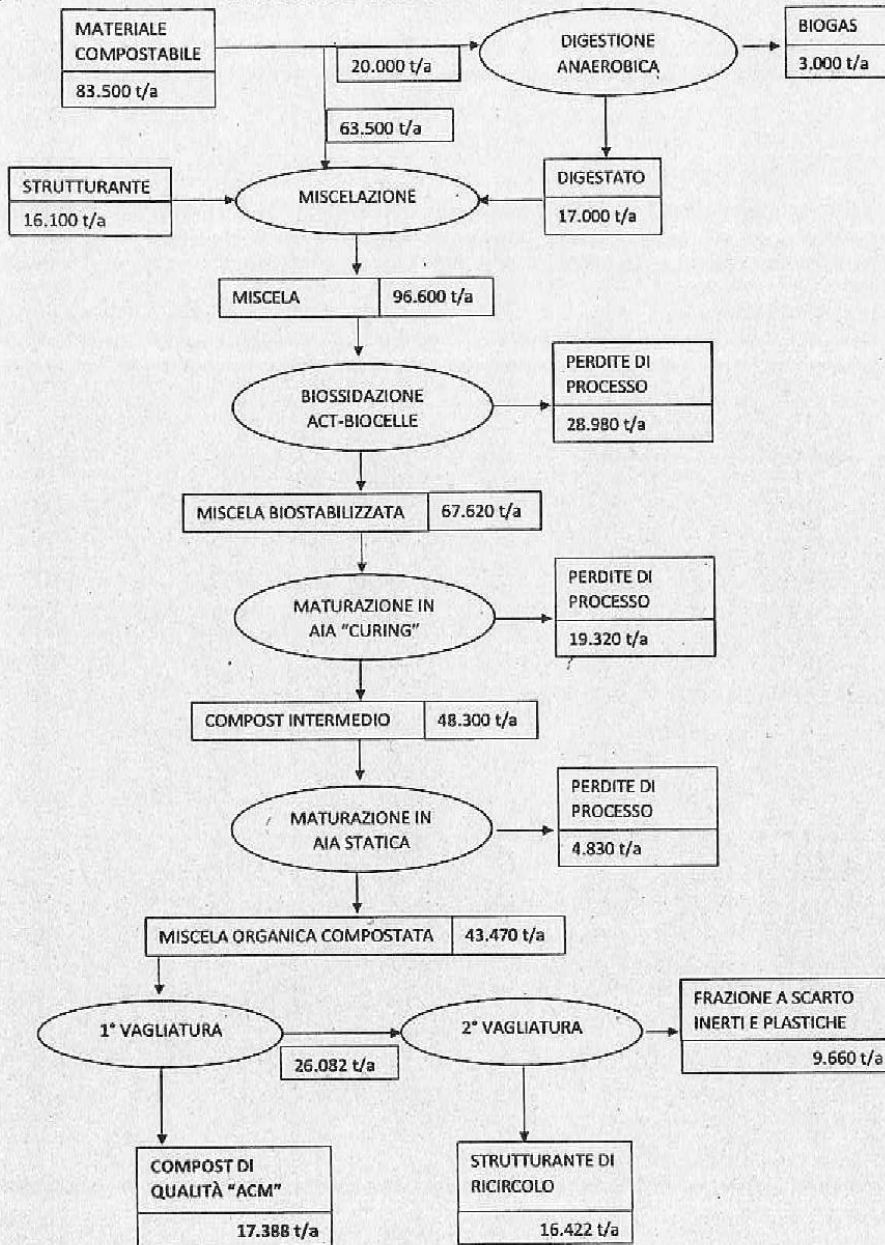 MATERIALE
COMPOSTABILE
83.500 t/a
20.000 t/a
DIGESTIONE
ANAEROBICA
BIOGAS
3.000 t/a
63.500 t/a
STRUTTURANTE
16.100 t/a
MISCELAZIONE
DIGESTATO
17.000 t/a
MISCELA
96.600 t/a
BIOSSIDAZIONE
ACT-BIOCELLE
PERDITE DI
PROCESSO
28.980 t/a
MISCELA BIOSTABILIZZATA
67.620 t/a
MATURAZIONE IN
AIA "CURING"
PERDITE DI
PROCESSO
19.320 t/a
COMPOST INTERMEDIO
48.300 t/a
MATURAZIONE IN
AIA STATICA
PERDITE DI
PROCESSO
4.830 t/a
MISCELA ORGANICA COMPOSTATA
43.470 t/a
1° VAGLIATURA
26.082 t/a
2° VAGLIATURA
FRAZIONE A SCARTO
INERTI E PLASTICHE
9.660 t/a
COMPOST DI
QUALITÀ "ACM"
17.388 t/a
STRUTTURANTE DI
RICIRCOLO
16.422 t/a